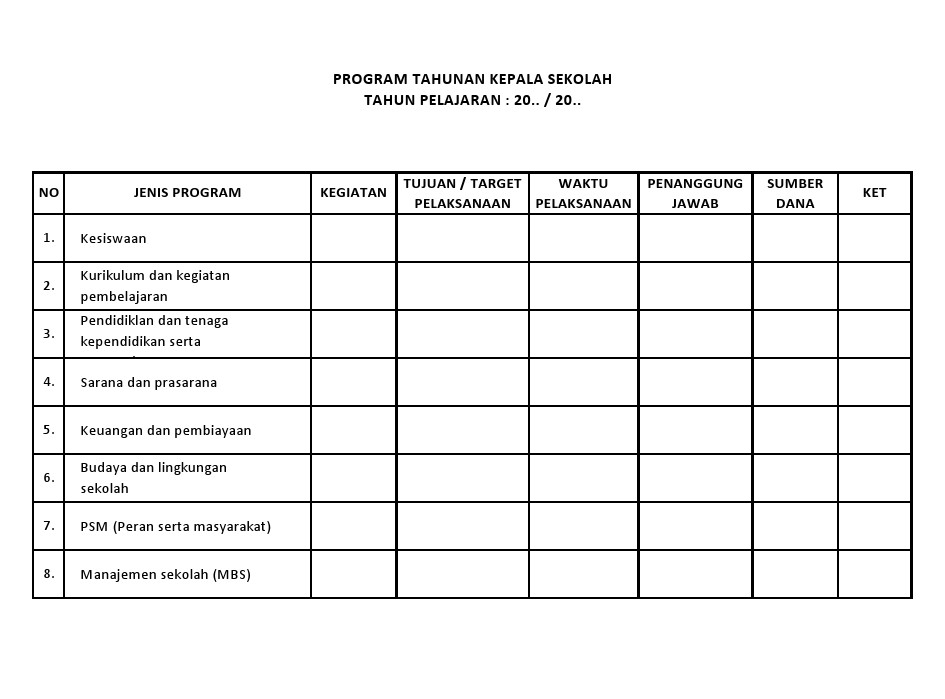 PROGRAM TAHUNAN KEPALA SEKOLAH
TAHUN PELAJARAN : 20.. / 20..
NO JENIS PROGRAM KEGIATAN TUJUAN / TARGET PELAKSANAAN WAKTU PELAKSANAAN PENANGGUNG JAWAB SUMBER DANA KET
1. Kesiswaan
2. Kurikulum dan kegiatan
pembelajaran
3. Pendidiklan dan tenaga
kependidikan serta
4. Sarana dan prasarana
5. Keuangan dan pembiayaan
6. Budaya dan lingkungan
sekolah
7. PSM (Peran serta masyarakat)
8. Manajemen sekolah (MBS)